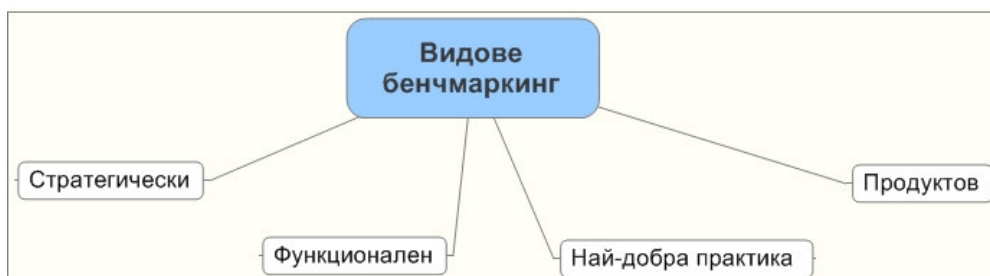 Видове
бенчмаркинг
Стратегически
Продуктов
Функционален
Най-добра практика